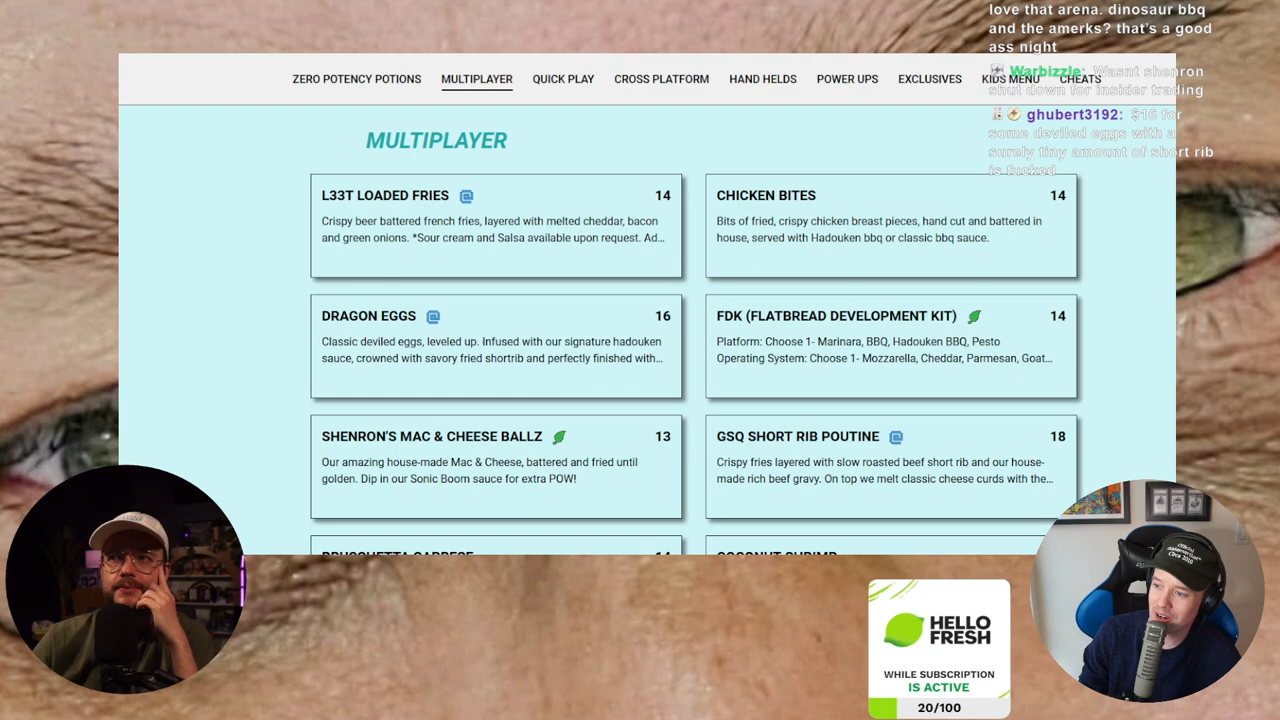 love that arena. dinosaur bbq
and the amerks? that's a good
ass night
Warbizzle: Wasnt shenron
shut down for insider trading
ghubert3192: $16 for
some deviled eggs with a
surely tiny amount of short rib
is fucked
ZERO POTENCY POTIONS MULTIPLAYER QUICK PLAY CROSS PLATFORM HAND HELDS POWER UPS EXCLUSIVES KIDS MENU CHEATS
MULTIPLAYER
L33T LOADED FRIES 14
Crispy beer battered french fries, layered with melted cheddar, bacon
and green onions. *Sour cream and Salsa available upon request. Ad...
CHICKEN BITES 14
Bits of fried, crispy chicken breast pieces, hand cut and battered in
house, served with Hadouken bbq or classic bbq sauce.
DRAGON EGGS 16
Classic deviled eggs, leveled up. Infused with our signature hadouken
sauce, crowned with savory fried shortrib and perfectly finished with...
FDK (FLATBREAD DEVELOPMENT KIT) 14
Platform: Choose 1- Marinara, BBQ, Hadouken BBQ, Pesto
Operating System: Choose 1- Mozzarella, Cheddar, Parmesan, Goat...
SHENRON'S MAC & CHEESE BALLZ 13
Our amazing house-made Mac & Cheese, battered and fried until
golden. Dip in our Sonic Boom sauce for extra POW!
GSQ SHORT RIB POUTINE 18
Crispy fries layered with slow roasted beef short rib and our house-
made rich beef gravy. On top we melt classic cheese curds with the...
BRUSCHETTA CAPRESE 14
COCONUT SHRIMP
HELLO
FRESH
WHILE SUBSCRIPTION
IS ACTIVE
20/100